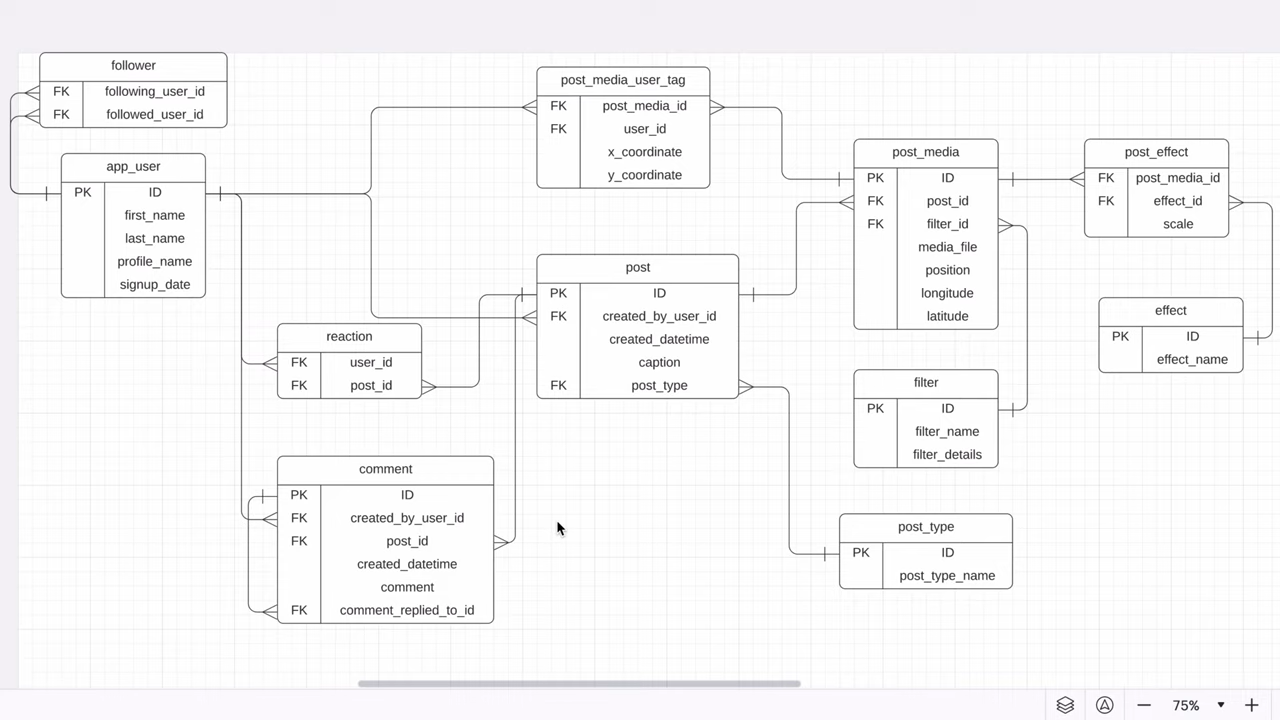 follower
FK following_user_id
FK followed_user_id
app_user
PK ID
first_name
last_name
profile_name
signup_date
post_media_user_tag
FK post_media_id
FK user_id
x_coordinate
y_coordinate
post_media
PK ID
FK post_id
FK filter_id
media_file
position
longitude
latitude
post_effect
FK post_media_id
FK effect_id
scale
post
PK ID
FK created_by_user_id
created_datetime
caption
FK post_type
effect
PK ID
effect_name
reaction
FK user_id
FK post_id
filter
PK ID
filter_name
filter_details
comment
PK ID
FK created_by_user_id
FK post_id
created_datetime
comment
FK comment_replied_to_id
post_type
PK ID
post_type_name
75%